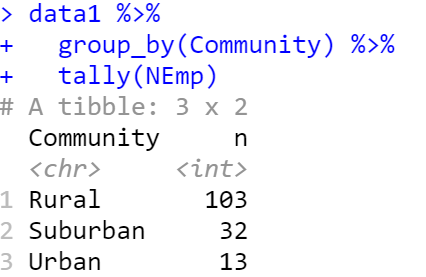 > data1 %>%
+   group_by(Community) %>%
+   tally(NEmp)
# A tibble: 3 x 2
  Community     n
  <chr>     <int>
1 Rural       103
2 Suburban     32
3 Urban        13